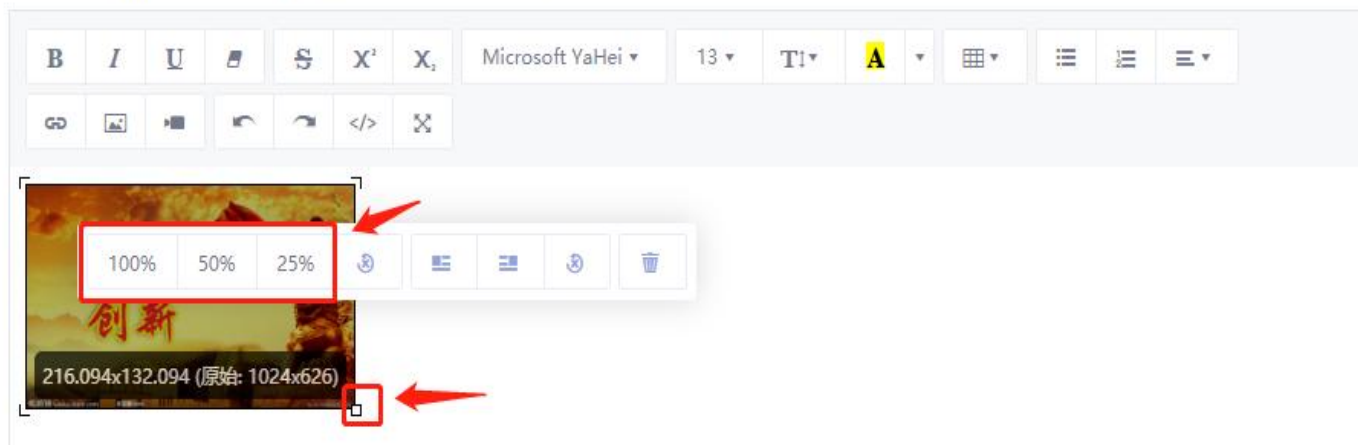 B I U S X² X₂ Microsoft YaHei 13 T A
</>
100% 50% 25%
创新
216.094x132.094 (原始: 1024x626)